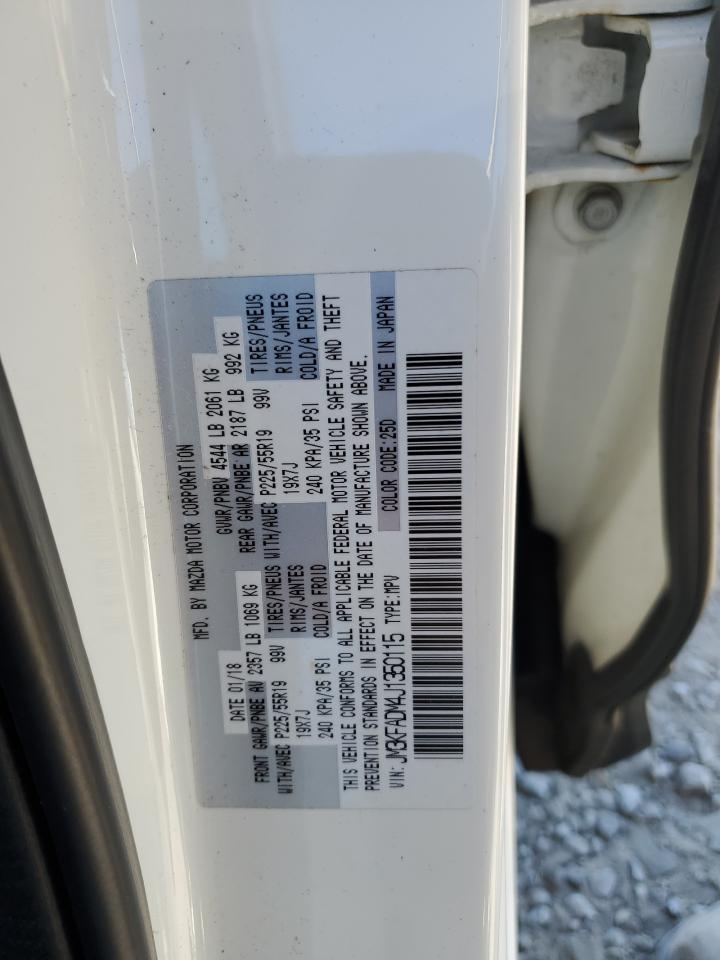 MFD. BY MAZDA MOTOR CORPORATION
DATE 01/18 GVWR/PNBV 4544 LB 2061 KG
FRONT GAWR/PNBE AV 2357 LB 1069 KG REAR GAWR/PNBE AR 2187 LB 992 KG
WITH/AVEC P225/55R19 99V TIRES/PNEUS WITH/AVEC P225/55R19 99V TIRES/PNEUS
19X7J RIMS/JANTES 19X7J RIMS/JANTES
240 KPA/35 PSI COLD/A FROID 240 KPA/35 PSI COLD/A FROID
THIS VEHICLE CONFORMS TO ALL APPLICABLE FEDERAL MOTOR VEHICLE SAFETY AND THEFT
PREVENTION STANDARDS IN EFFECT ON THE DATE OF MANUFACTURE SHOWN ABOVE.
VIN: JM3KFADM4J1350115 TYPE:MPV COLOR CODE:25D MADE IN JAPAN